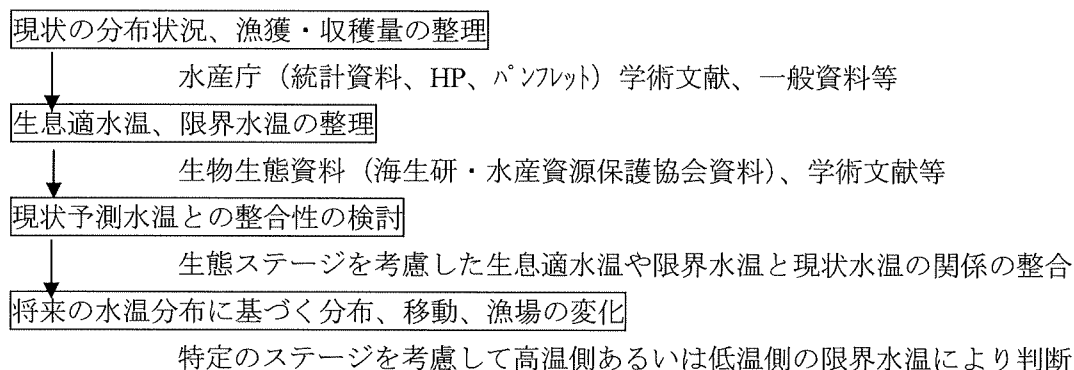 現状の分布状況、漁獲・収穫量の整理
水産庁（統計資料、HP、ﾊﾟﾝﾌﾚｯﾄ）学術文献、一般資料等
生息適水温、限界水温の整理
生物生態資料（海生研・水産資源保護協会資料）、学術文献等
現状予測水温との整合性の検討
生態ステージを考慮した生息適水温や限界水温と現状水温の関係の整合
将来の水温分布に基づく分布、移動、漁場の変化
特定のステージを考慮して高温側あるいは低温側の限界水温により判断